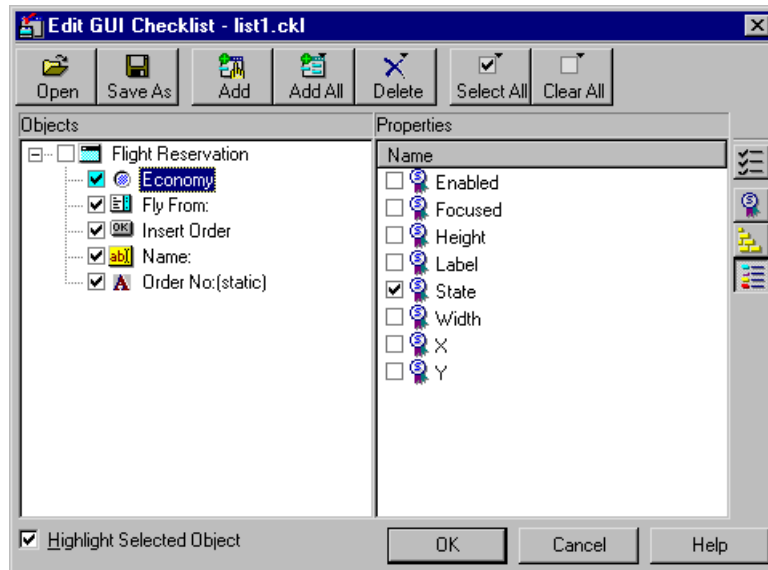 Edit GUI Checklist - list1.ckl
Open Save As Add Add All Delete Select All Clear All
Objects
Flight Reservation
Economy
Fly From:
OK Insert Order
ab Name:
A Order No:(static)
Properties
Name
Enabled
Focused
Height
Label
State
Width
X
Y
Highlight Selected Object
OK Cancel Help